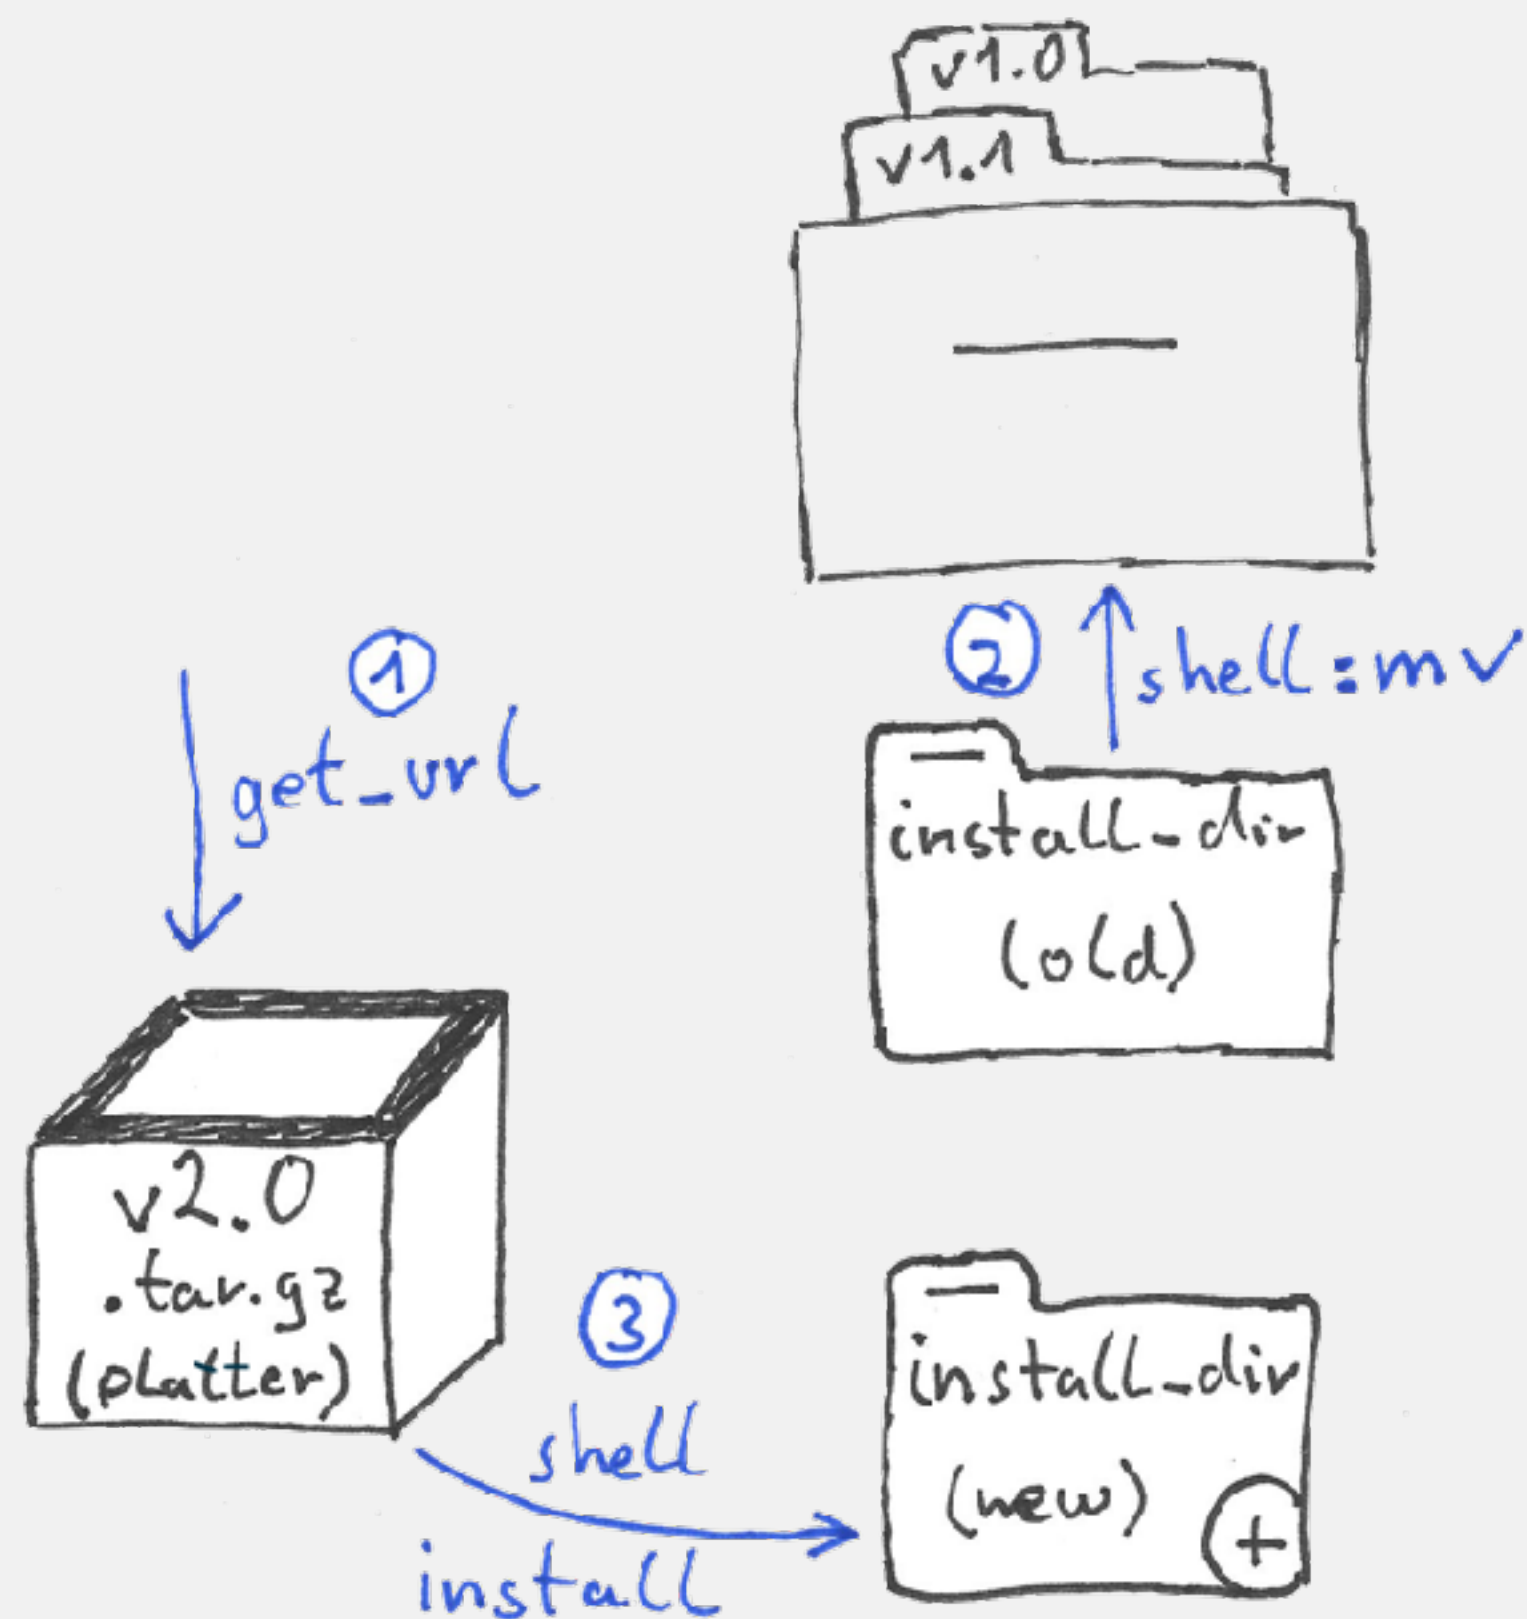 v1.0
v1.1
1
get_url
2
shell:mv
install_dir
(old)
v2.0
.tar.gz
(platter)
3
shell
install
install_dir
(new)
+